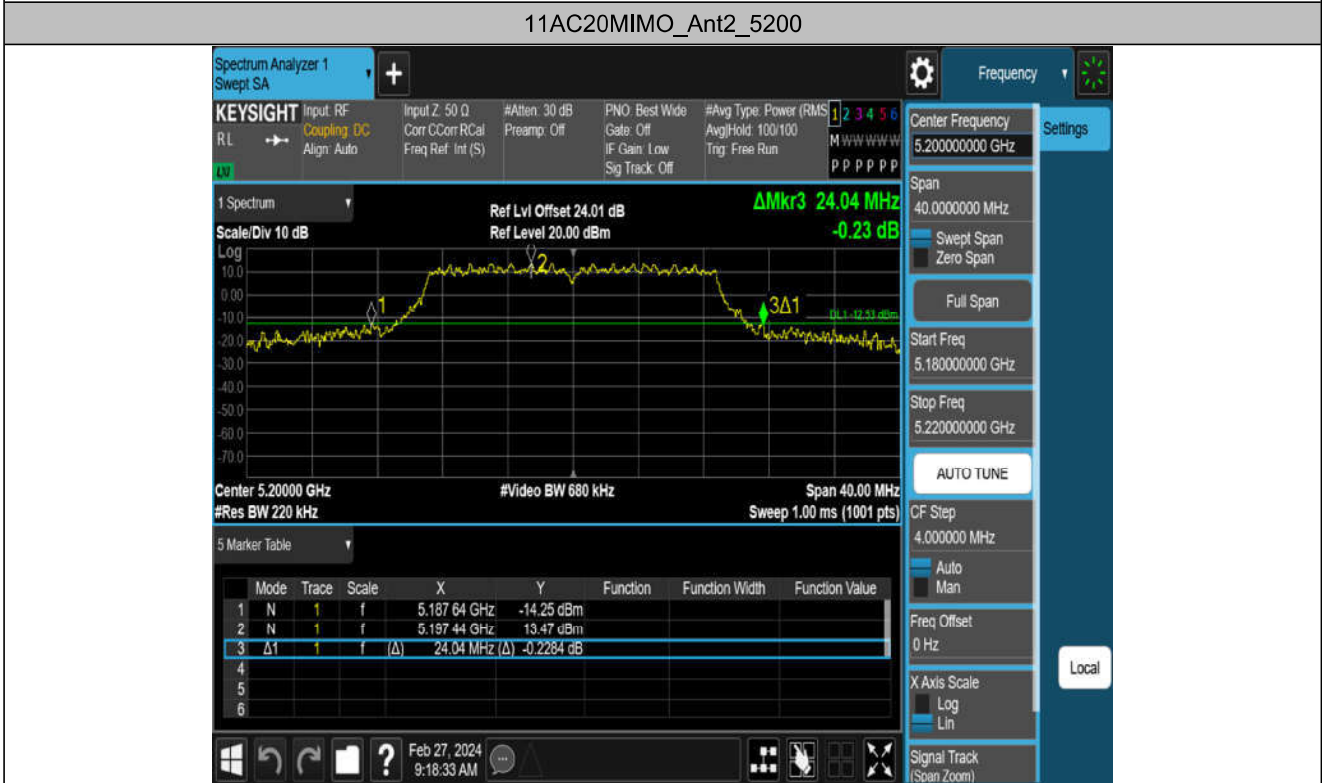 11AC20MIMO_Ant2_5200
Spectrum Analyzer 1
Swept SA
+
Frequency
KEYSIGHT Input: RF
RL
Coupling: DC
Align: Auto
LXI
Input Z: 50 Ω
Corr CCorr RCal
Freq Ref: Int (S)
#Atten: 30 dB
Preamp: Off
PNO: Best Wide
Gate: Off
IF Gain: Low
Sig Track: Off
#Avg Type: Power (RMS
Avg|Hold: 100/100
Trig: Free Run
1 2 3 4 5 6
M W W W W W
P P P P P P
Center Frequency
5.200000000 GHz
Settings
Span
40.0000000 MHz
Swept Span
Zero Span
Full Span
Start Freq
5.180000000 GHz
Stop Freq
5.220000000 GHz
AUTO TUNE
CF Step
4.000000 MHz
Auto
Man
Freq Offset
0 Hz
X Axis Scale
Log
Lin
Signal Track
(Span Zoom)
Local
1 Spectrum
Scale/Div 10 dB
Ref Lvl Offset 24.01 dB
Ref Level 20.00 dBm
ΔMkr3 24.04 MHz
-0.23 dB
Log
10.0
0.00
-10.0
-20.0
-30.0
-40.0
-50.0
-60.0
-70.0
1
2
3Δ1
DL1 -12.53 dBm
Center 5.20000 GHz
#Video BW 680 kHz
Span 40.00 MHz
#Res BW 220 kHz
Sweep 1.00 ms (1001 pts)
5 Marker Table
Mode Trace Scale X Y Function Function Width Function Value
1 N 1 f 5.187 64 GHz -14.25 dBm
2 N 1 f 5.197 44 GHz 13.47 dBm
3 Δ1 1 f (Δ) 24.04 MHz (Δ) -0.2284 dB
4
5
6
?
Feb 27, 2024
9:18:33 AM